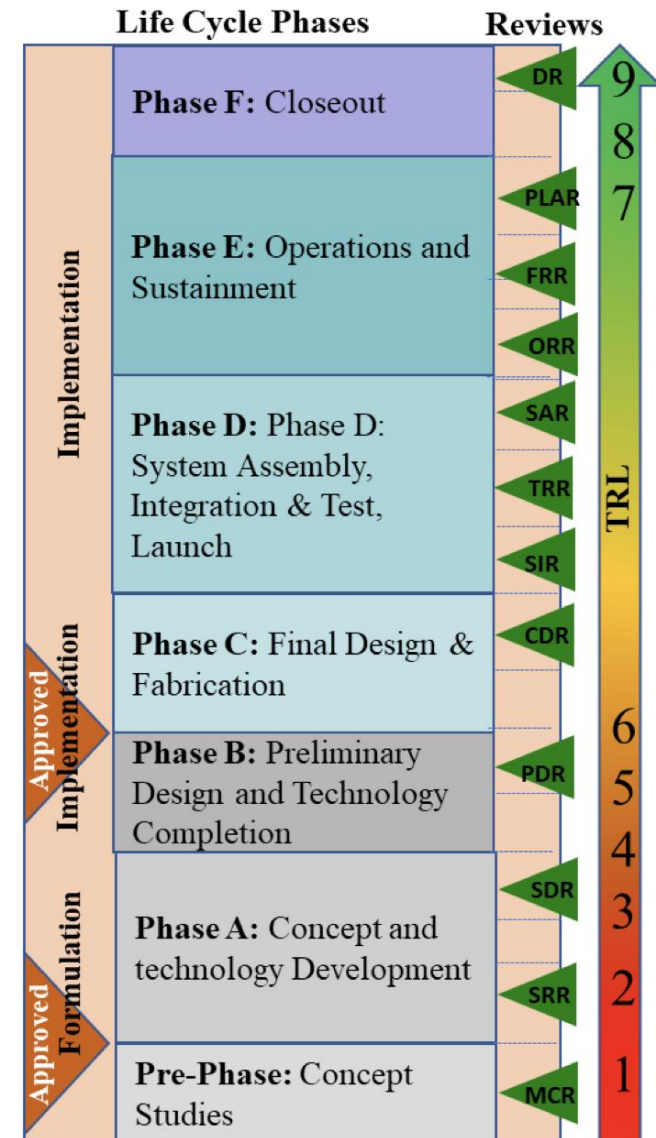 Life Cycle Phases
Reviews
Phase F: Closeout
Phase E: Operations and
Sustainment
Phase D: Phase D:
System Assembly,
Integration & Test,
Launch
Phase C: Final Design &
Fabrication
Phase B: Preliminary
Design and Technology
Completion
Phase A: Concept and
technology Development
Pre-Phase: Concept
Studies
Implementation
Approved
Implementation
Approved
Formulation
DR
PLAR
FRR
ORR
SAR
TRR
SIR
CDR
PDR
SDR
SRR
MCR
9
8
7
TRL
6
5
4
3
2
1